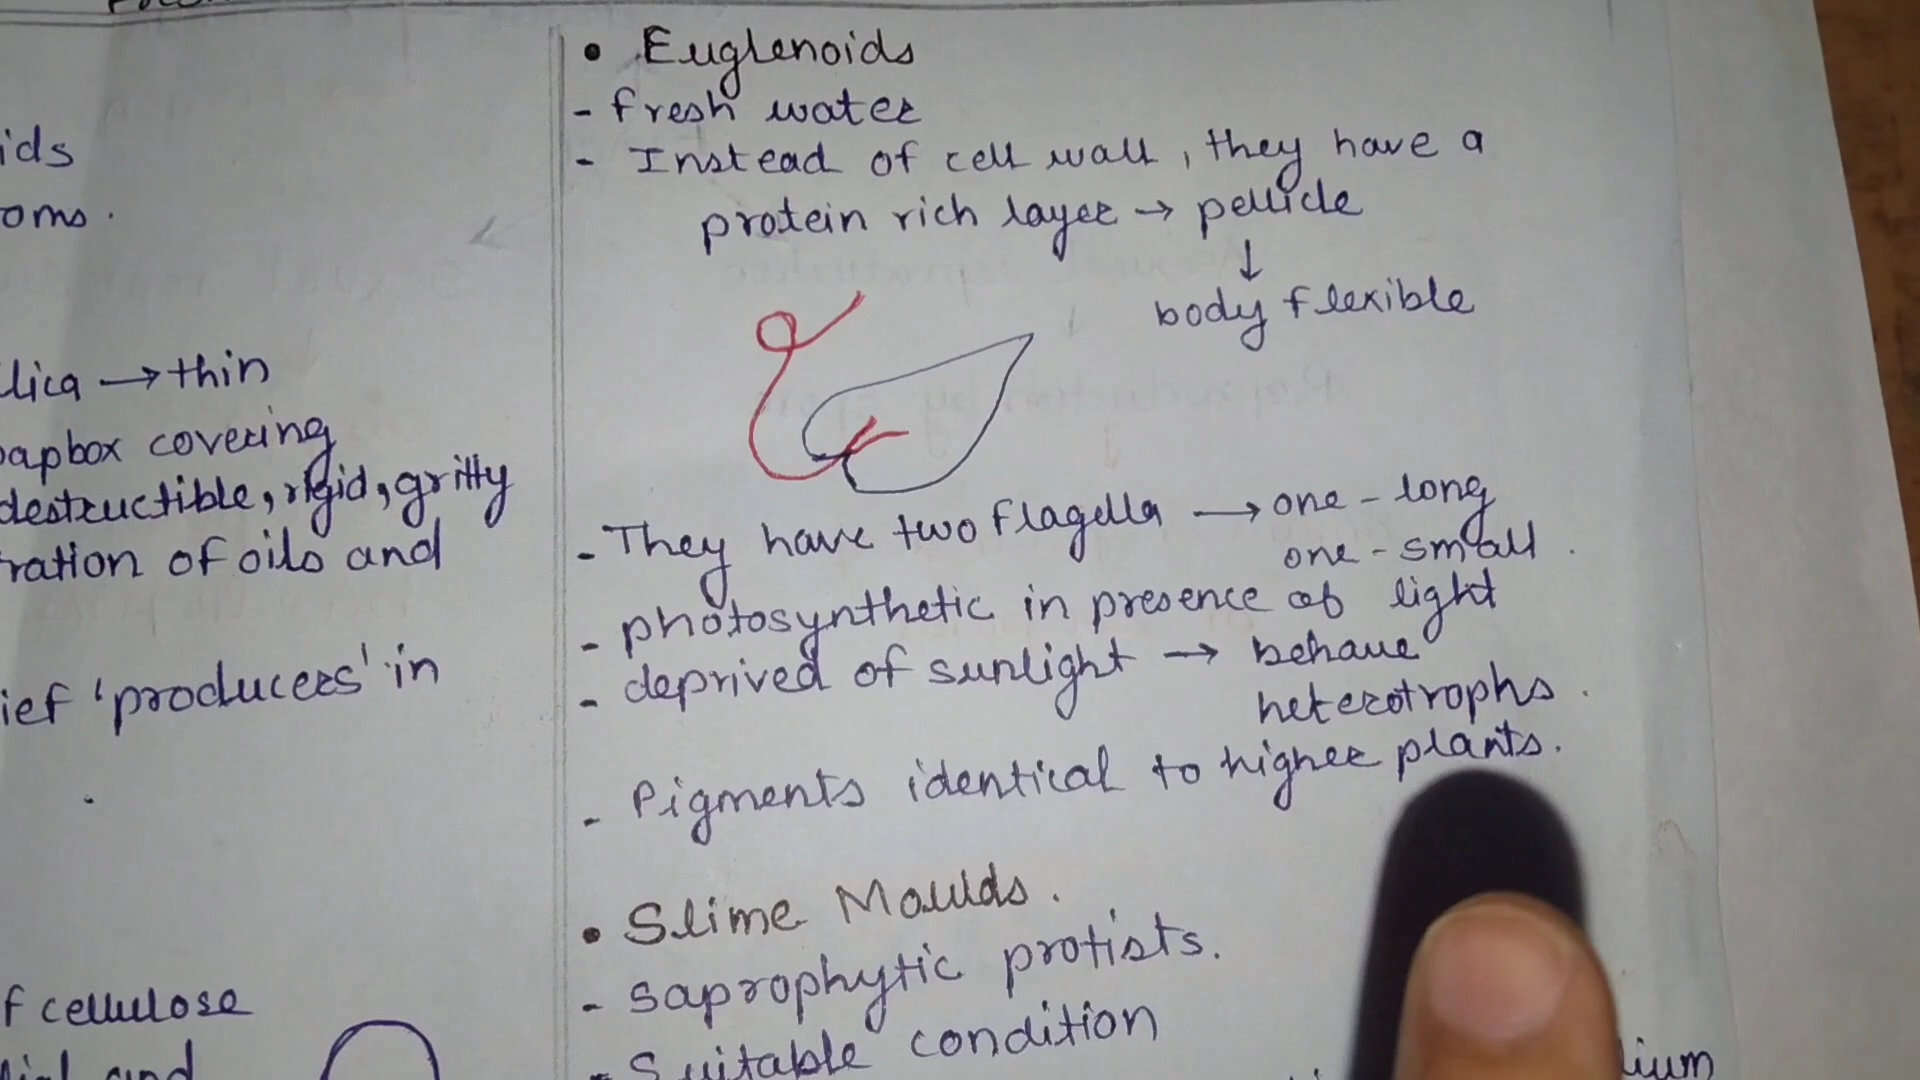 ids
oms.
lica → thin
oapbox covering
destructible, rigid, gritty
ration of oils and
ief 'producers' in
f cellulose
and
• Euglenoids
- fresh water
- Instead of cell wall, they have a
protein rich layer → pellicle
↓
body flexible
- They have two flagella → one - long
one - small.
- photosynthetic in presence of light
- deprived of sunlight → behave
heterotrophs.
- Pigments identical to higher plants.
• Slime Moulds.
- saprophytic protists.
- Suitable condition
lium